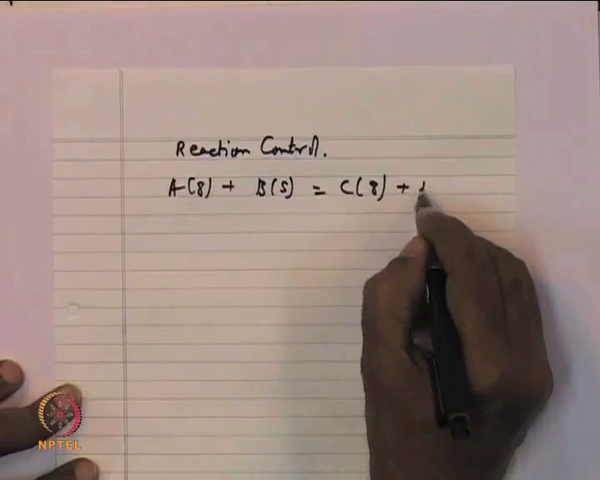 Reaction Control.
A(g) + B(s) = C(g) +
NPTEL